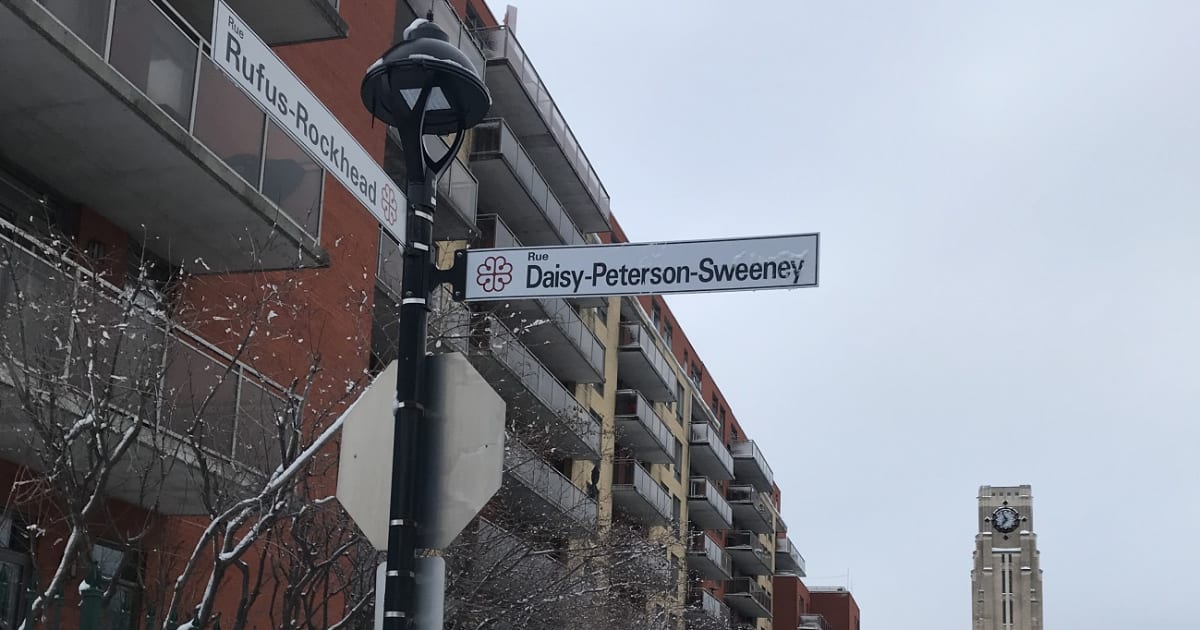 Rue
Rufus-Rockhead
Rue
Daisy-Peterson-Sweeney